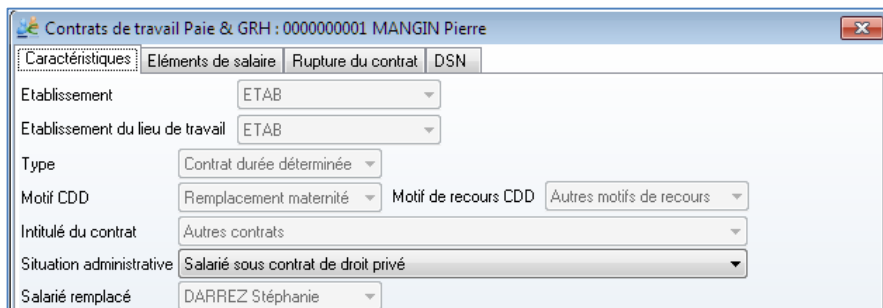 Contrats de travail Paie & GRH : 0000000001 MANGIN Pierre
Caractéristiques Eléments de salaire Rupture du contrat DSN
Etablissement ETAB
Etablissement du lieu de travail ETAB
Type Contrat durée déterminée
Motif CDD Remplacement maternité Motif de recours CDD Autres motifs de recours
Intitulé du contrat Autres contrats
Situation administrative Salarié sous contrat de droit privé
Salarié remplacé DARREZ Stéphanie